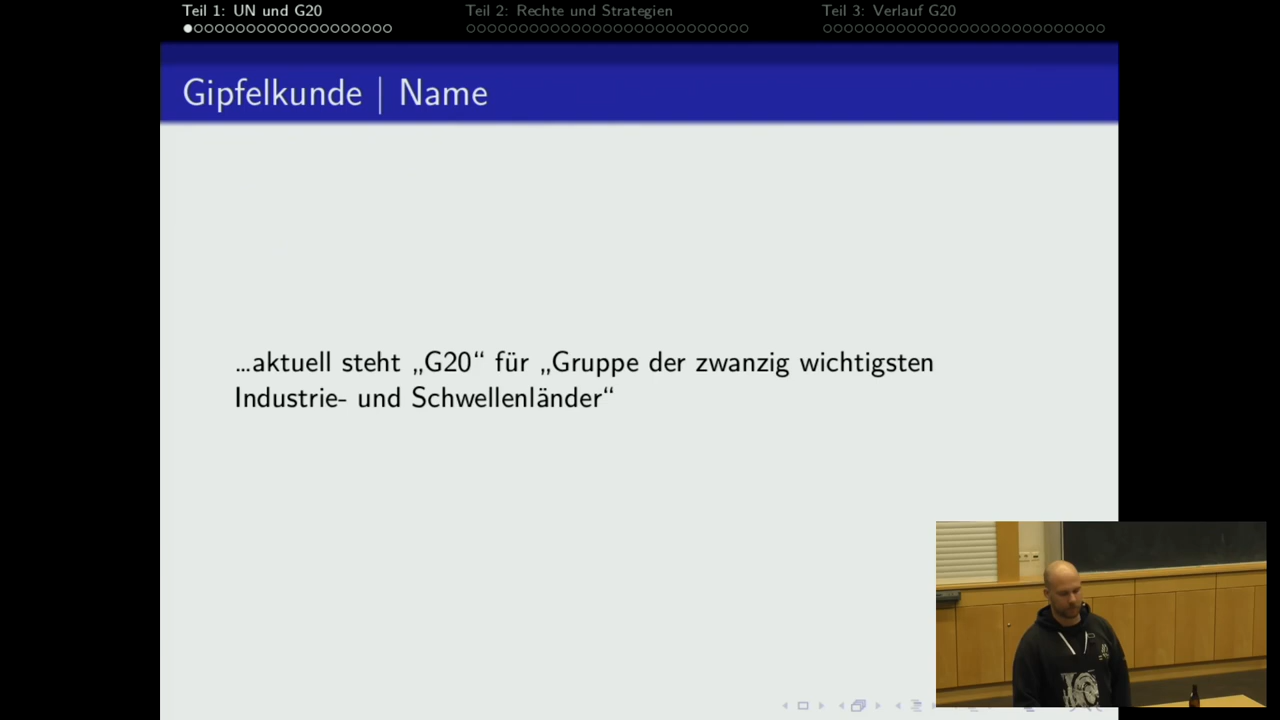 Teil 1: UN und G20
Teil 2: Rechte und Strategien
Teil 3: Verlauf G20
Gipfelkunde | Name
...aktuell steht „G20“ für „Gruppe der zwanzig wichtigsten
Industrie- und Schwellenländer“